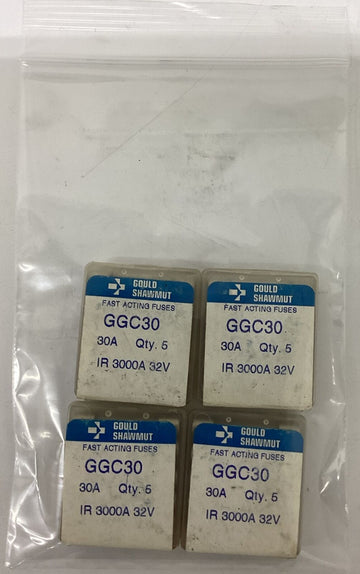 GOULD
SHAWMUT
FAST ACTING FUSES
GGC30
30A Qty. 5
IR 3000A 32V
GOULD
SHAWMUT
FAST ACTING FUSES
GGC30
30A Qty. 5
IR 3000A 32V
GOULD
SHAWMUT
FAST ACTING FUSES
GGC30
30A Qty. 5
IR 3000A 32V
GOULD
SHAWMUT
FAST ACTING FUSES
GGC30
30A Qty. 5
IR 3000A 32V